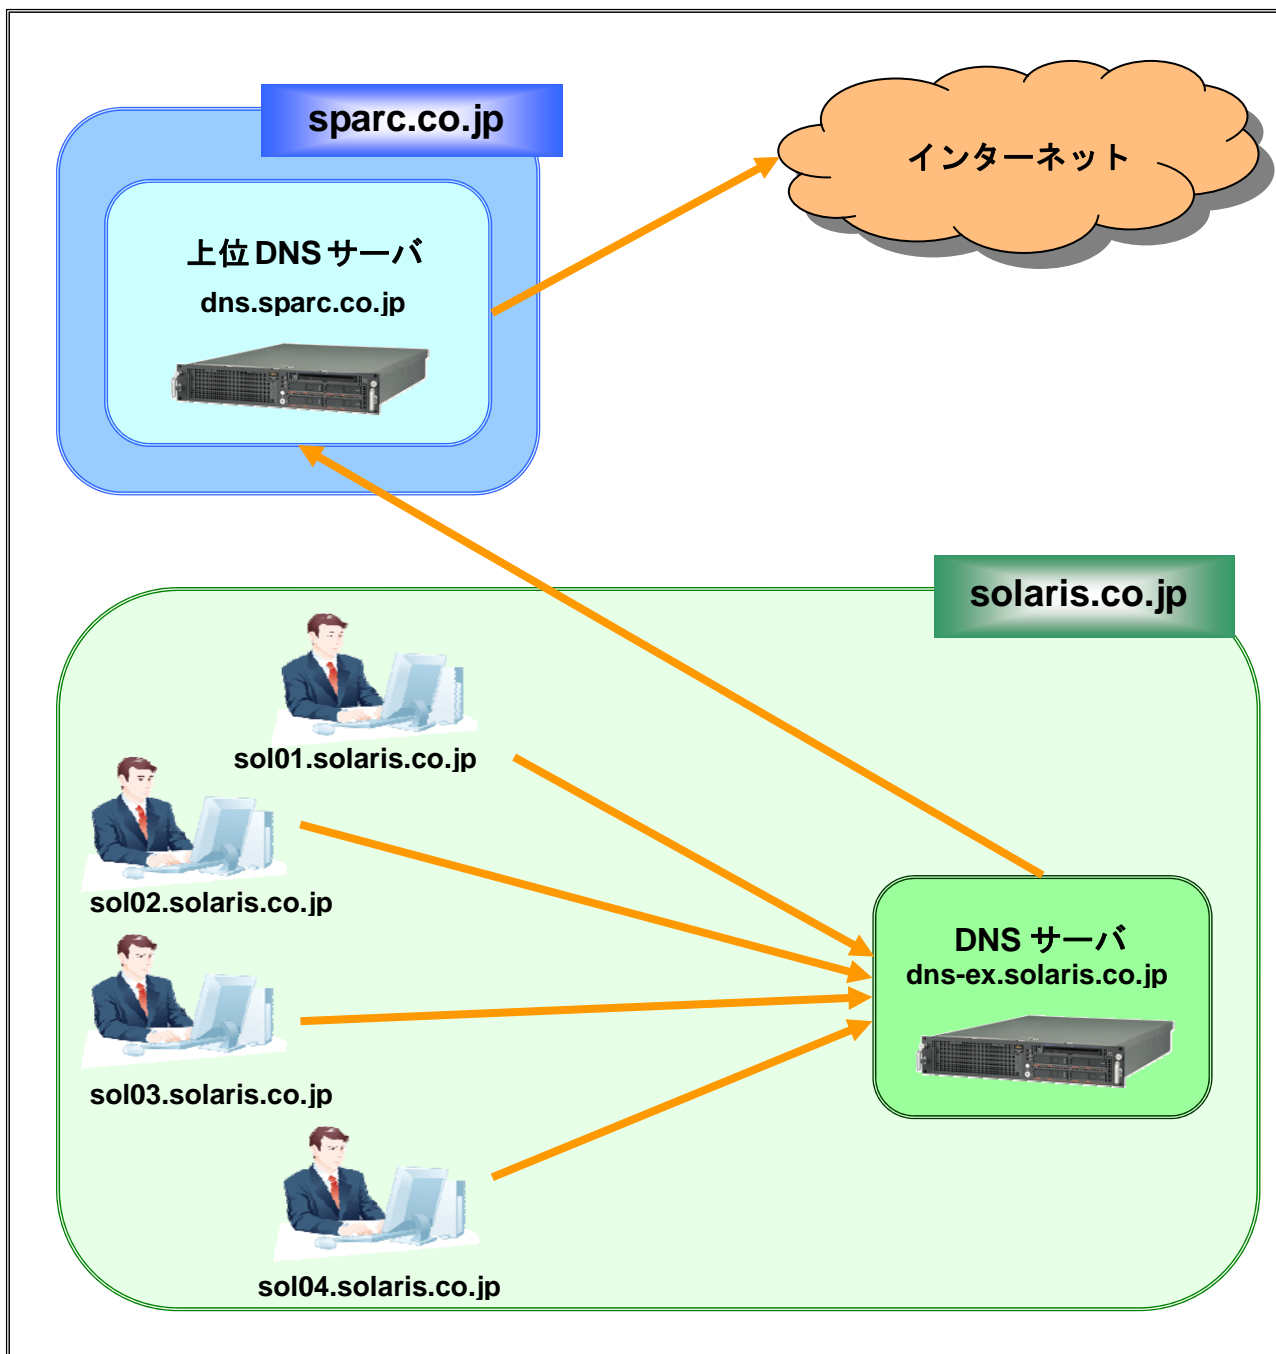 sparc.co.jp
インターネット
上位 DNS サーバ
dns.sparc.co.jp
solaris.co.jp
sol01.solaris.co.jp
sol02.solaris.co.jp
DNS サーバ
dns-ex.solaris.co.jp
sol03.solaris.co.jp
sol04.solaris.co.jp